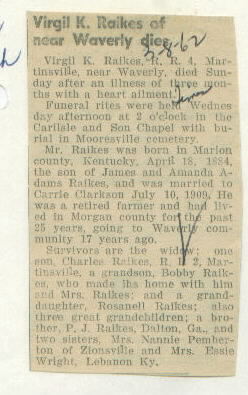 Virgil K. Raikes of
near Waverly dies
3-8-62
Virgil K. Raikes, R. R. 4, Mar-
tinsville, near Waverly, died Sun-
day after an illness of three
months with a heart ailment.
Funeral rites were held Wednes
day afternoon at 2 o'clock in the
Carlisle and Son Chapel with bu-
rial in Mooresville cemetery.
Mr. Raikes was born in Marion
county, Kentucky, April 18, 1884,
the son of James and Amanda A-
dams Raikes, and was married to
Carrie Clarkson July 10, 1909. He
was a retired farmer and had liv-
ed in Morgan county for the past
25 years, going to Waverly com-
munity 17 years ago.
Survivors are the widow; one
son, Charles Raikes, R. R. 2, Mar-
tinsville, a grandson, Bobby Raik-
es, who made his home with him
and Mrs. Raikes; and a grand-
daughter, Rosanell Raikes; also
three great grandchildren; a bro-
ther, P. J. Raikes, Dalton, Ga., and
two sisters, Mrs. Nannie Pember-
ton of Zionsville and Mrs. Essie
Wright, Lebanon Ky.